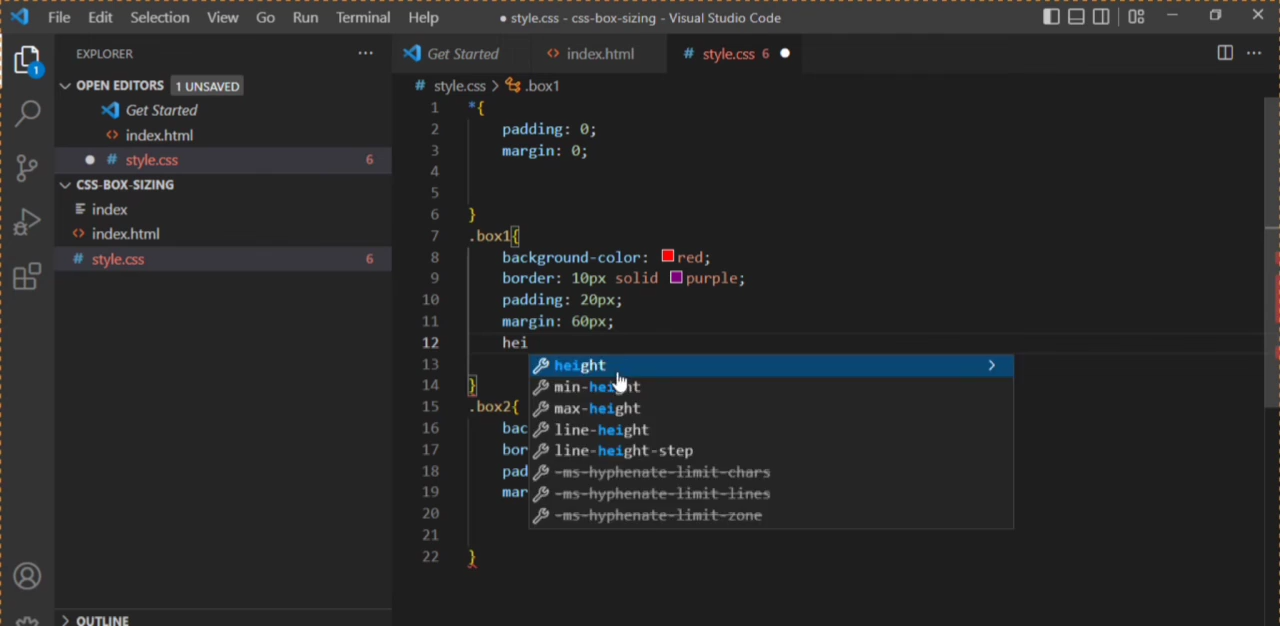 File Edit Selection View Go Run Terminal Help ● style.css - css-box-sizing - Visual Studio Code
EXPLORER ···
Get Started index.html # style.css 6 ●
OPEN EDITORS 1 UNSAVED
Get Started
index.html
● # style.css 6
CSS-BOX-SIZING
index
index.html
# style.css 6
OUTLINE
1
# style.css > .box1
1 *{
2 padding: 0;
3 margin: 0;
4
5
6 }
7 .box1{
8 background-color: red;
9 border: 10px solid purple;
10 padding: 20px;
11 margin: 60px;
12 hei
13 height
min-height
14 }
max-height
15 .box2{
16 bac line-height
17 bor line-height-step
18 pad -ms-hyphenate-limit-chars
19 mar -ms-hyphenate-limit-lines
20 -ms-hyphenate-limit-zone
21
22 }